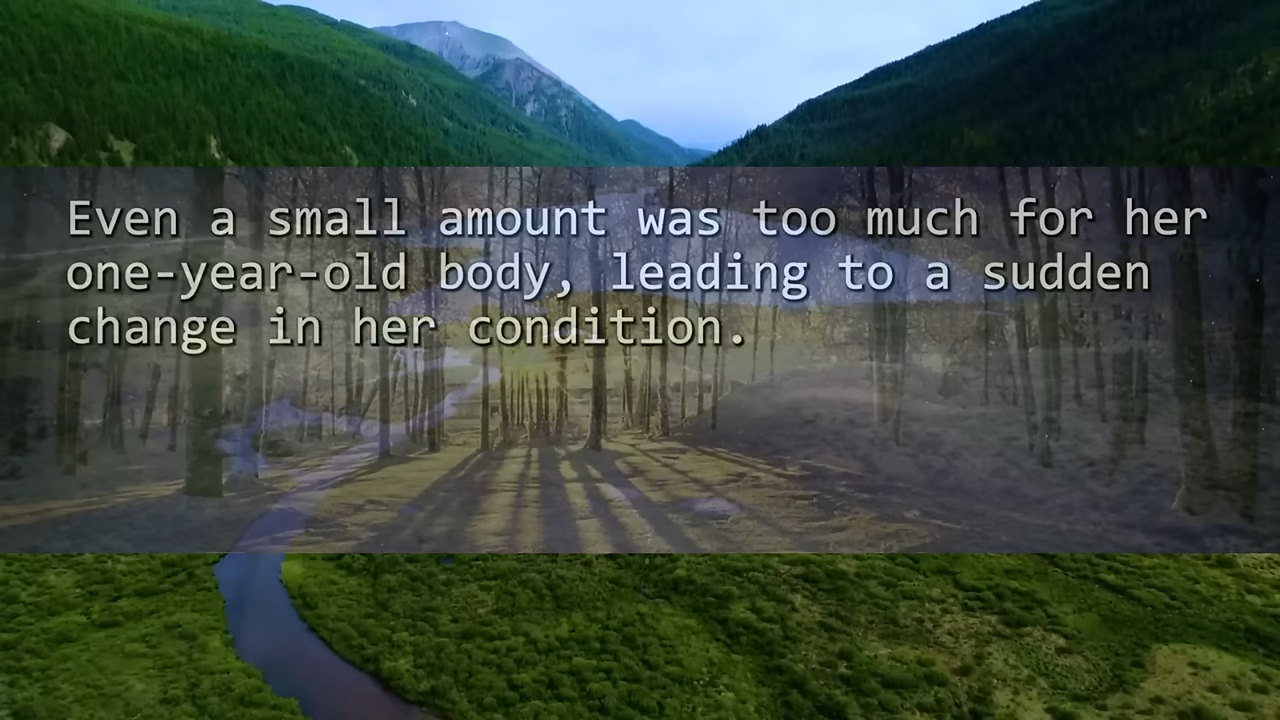 Even a small amount was too much for her
one-year-old body, leading to a sudden
change in her condition.